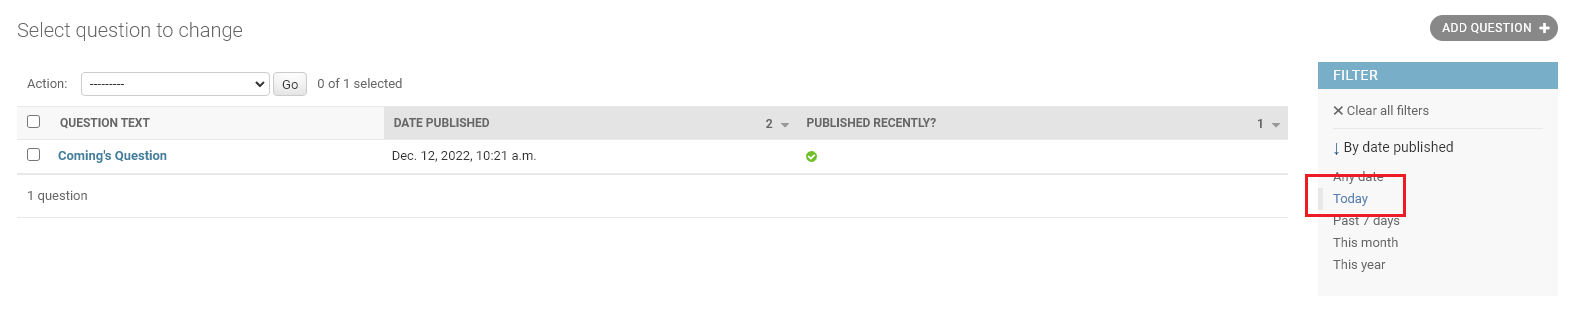 Select question to change
ADD QUESTION
Action: --------- Go 0 of 1 selected
QUESTION TEXT DATE PUBLISHED 2 PUBLISHED RECENTLY? 1
Coming's Question Dec. 12, 2022, 10:21 a.m.
1 question
FILTER
Clear all filters
↓ By date published
Any date
Today
Past 7 days
This month
This year